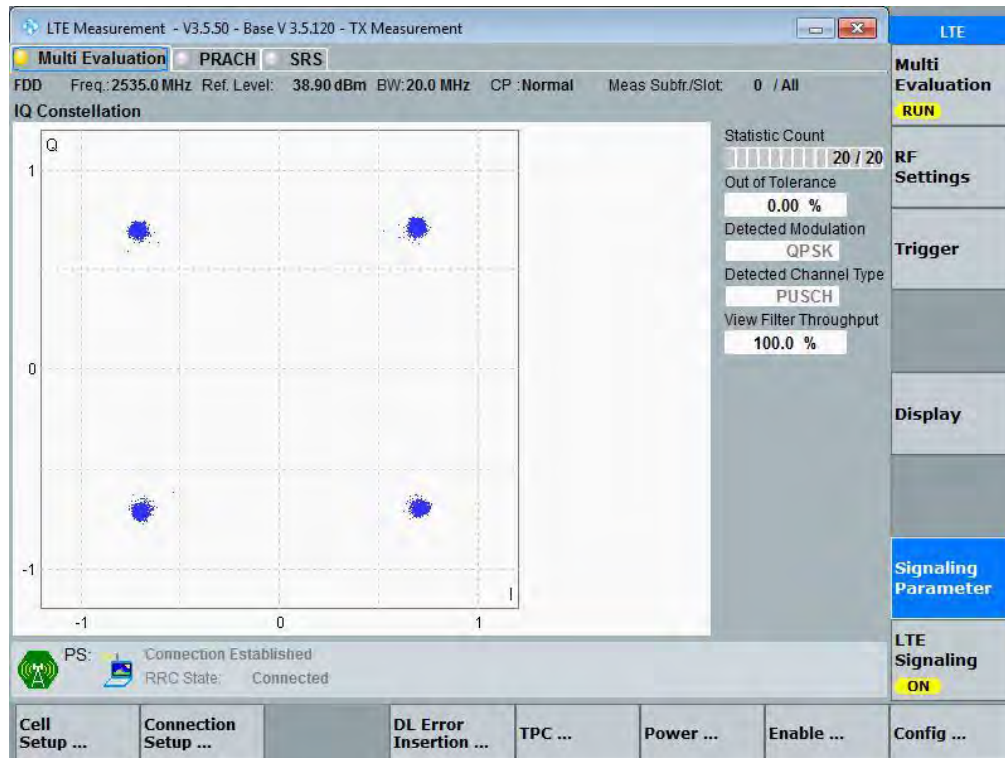 LTE Measurement - V3.5.50 - Base V 3.5.120 - TX Measurement
LTE
Multi Evaluation PRACH SRS
FDD Freq.:2535.0 MHz Ref. Level: 38.90 dBm BW:20.0 MHz CP :Normal Meas Subfr./Slot: 0 / All
IQ Constellation
Q
1
0
-1
I
-1 0 1
Statistic Count
20 / 20
Out of Tolerance
0.00 %
Detected Modulation
QPSK
Detected Channel Type
PUSCH
View Filter Throughput
100.0 %
Multi
Evaluation
RUN
RF
Settings
Trigger
Display
Signaling
Parameter
LTE
Signaling
ON
PS: Connection Established
RRC State: Connected
Cell
Setup ...
Connection
Setup ...
DL Error
Insertion ...
TPC ...
Power ...
Enable ...
Config ...